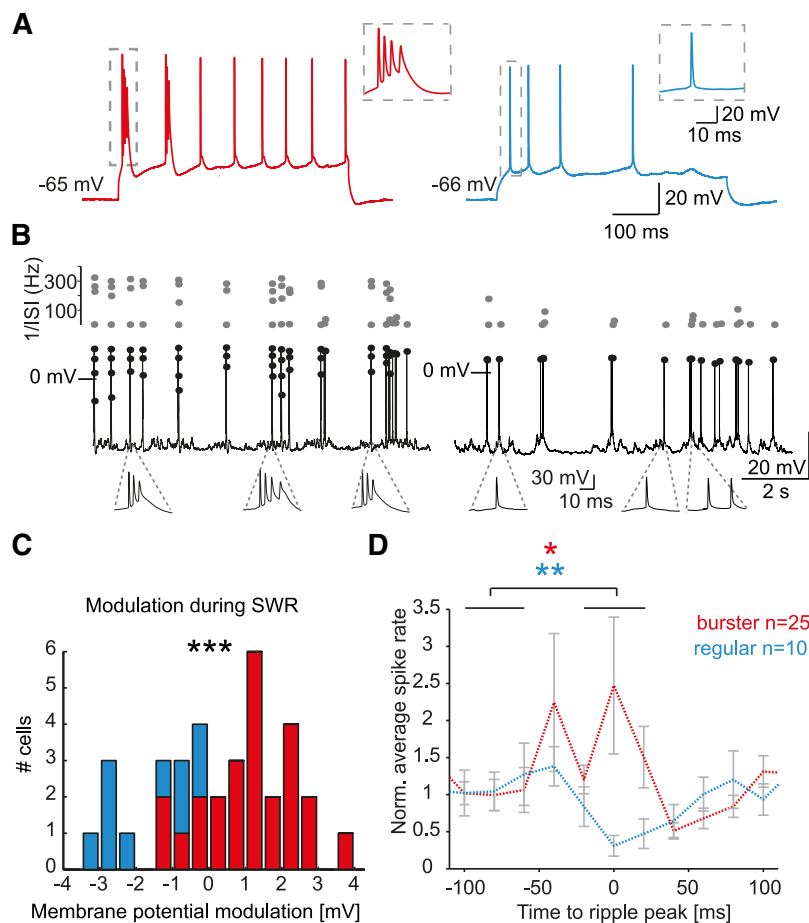 A
20 mV
10 ms
-65 mV
-66 mV
20 mV
100 ms
B
1/ISI (Hz)
300
100
0 mV
0 mV
30 mV
10 ms
20 mV
2 s
C
D
Modulation during SWR
***
# cells
6
5
4
3
2
1
0
-4 -3 -2 -1 0 1 2 3 4
Membrane potential modulation [mV]
*
**
burster n=25
regular n=10
Norm. average spike rate
3.5
3
2.5
2
1.5
1
0.5
0
-100 -50 0 50 100
Time to ripple peak [ms]